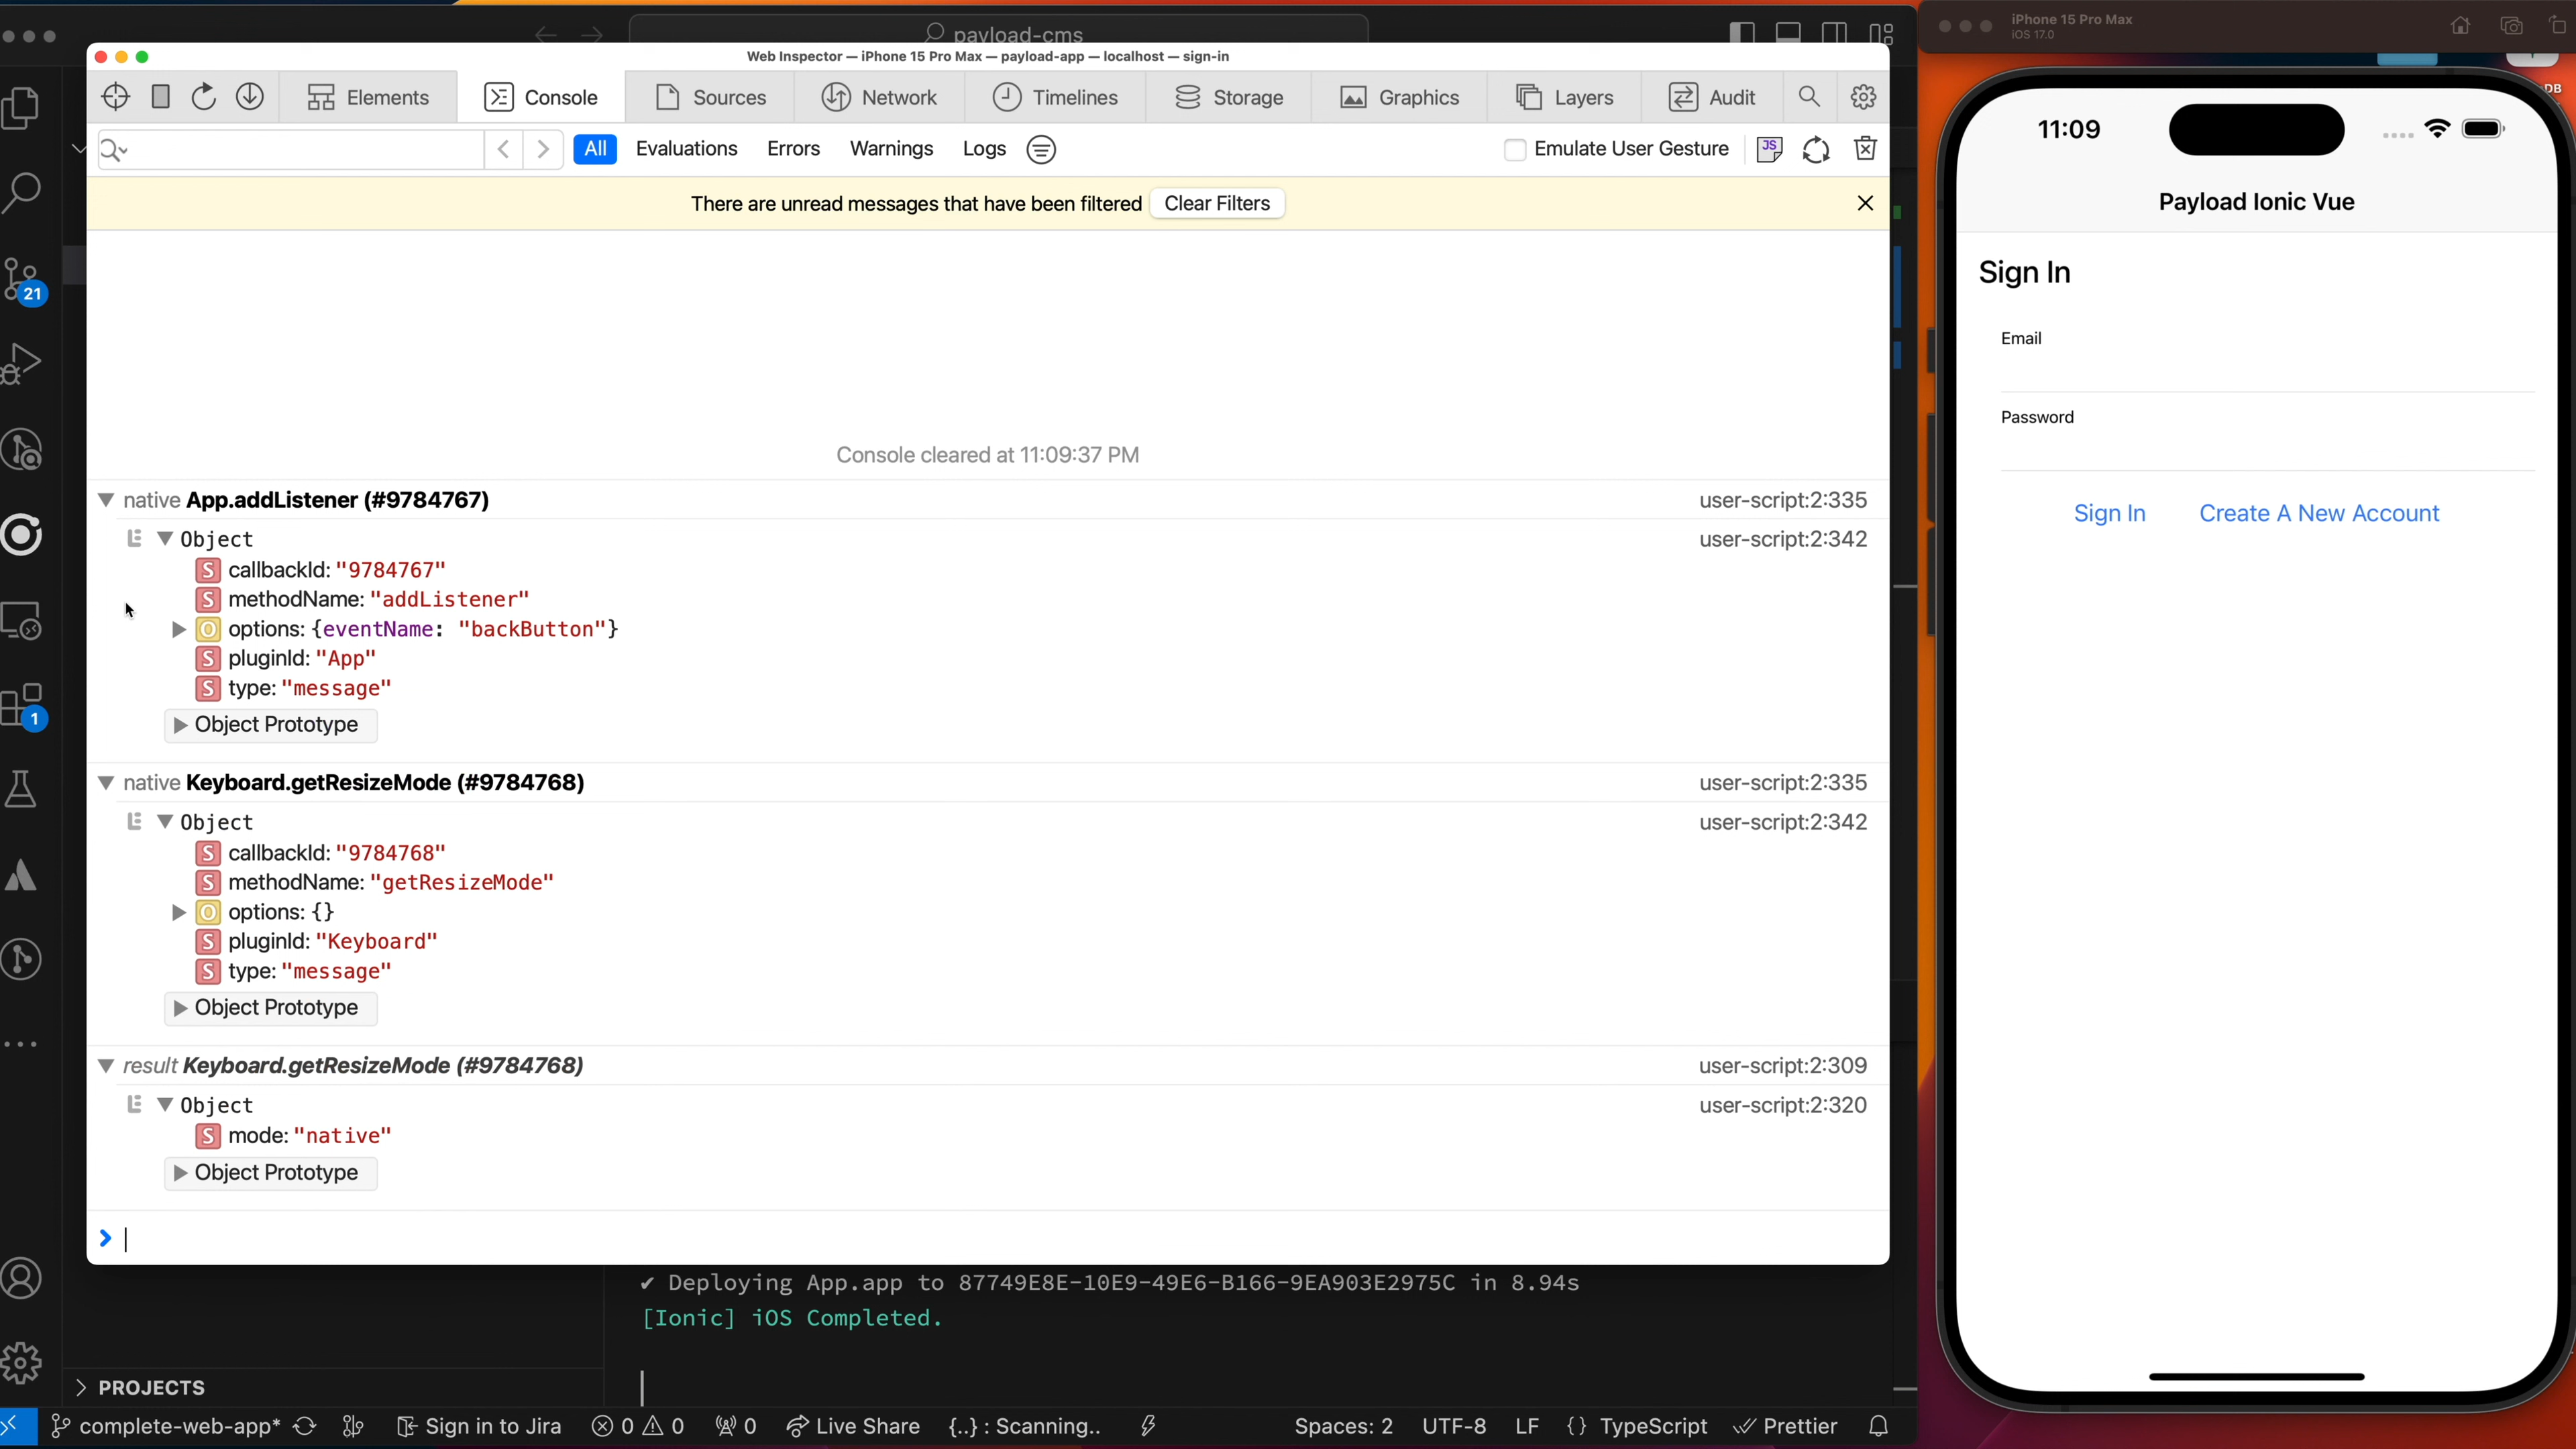 payload-cms
iPhone 15 Pro Max
iOS 17.0
Web Inspector — iPhone 15 Pro Max — payload-app — localhost — sign-in
Elements
Console
Sources
Network
Timelines
Storage
Graphics
Layers
Audit
All
Evaluations
Errors
Warnings
Logs
Emulate User Gesture
JS
There are unread messages that have been filtered
Clear Filters
Console cleared at 11:09:37 PM
native App.addListener (#9784767)
user-script:2:335
Object
user-script:2:342
S callbackId: "9784767"
S methodName: "addListener"
O options: {eventName: "backButton"}
S pluginId: "App"
S type: "message"
Object Prototype
native Keyboard.getResizeMode (#9784768)
user-script:2:335
Object
user-script:2:342
S callbackId: "9784768"
S methodName: "getResizeMode"
O options: {}
S pluginId: "Keyboard"
S type: "message"
Object Prototype
result Keyboard.getResizeMode (#9784768)
user-script:2:309
Object
user-script:2:320
S mode: "native"
Object Prototype
21
1
✔ Deploying App.app to 87749E8E-10E9-49E6-B166-9EA903E2975C in 8.94s
[Ionic] iOS Completed.
PROJECTS
complete-web-app*
Sign in to Jira
0
0
0
Live Share
{..} : Scanning..
Spaces: 2
UTF-8
LF
{} TypeScript
Prettier
DB
11:09
Payload Ionic Vue
Sign In
Email
Password
Sign In
Create A New Account